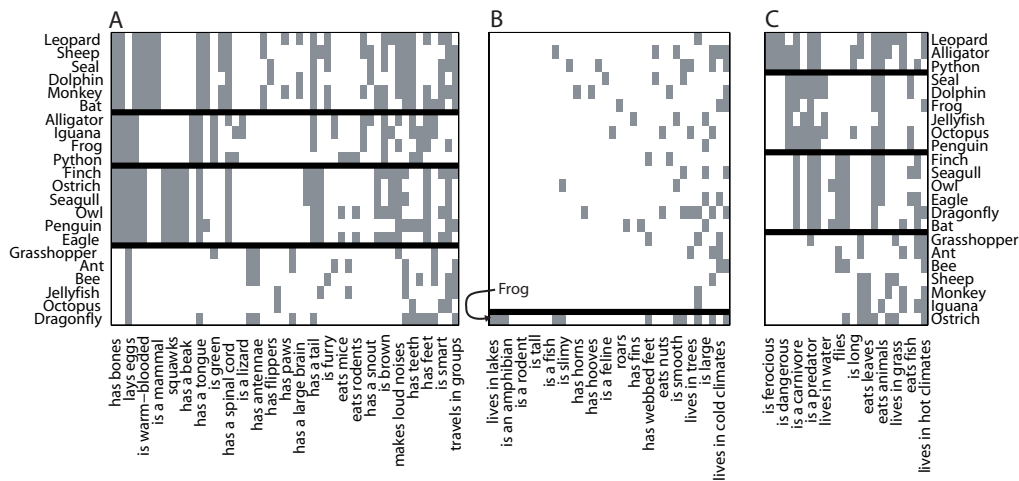 A
B
C
Leopard
Sheep
Seal
Dolphin
Monkey
Bat
Alligator
Iguana
Frog
Python
Finch
Ostrich
Seagull
Owl
Penguin
Eagle
Grasshopper
Ant
Bee
Jellyfish
Octopus
Dragonfly
Frog
Leopard
Alligator
Python
Seal
Dolphin
Frog
Jellyfish
Octopus
Penguin
Finch
Seagull
Owl
Eagle
Dragonfly
Bat
Grasshopper
Ant
Bee
Sheep
Monkey
Iguana
Ostrich
has bones
lays eggs
is warm−blooded
is a mammal
squawks
has a beak
has a tongue
is green
has a spinal cord
is a lizard
has antennae
has flippers
has paws
has a large brain
has a tail
is furry
eats mice
eats rodents
has a snout
is brown
makes loud noises
has teeth
has feet
is smart
travels in groups
lives in lakes
is an amphibian
is a rodent
is tall
is a fish
is slimy
has horns
has hooves
is a feline
roars
has fins
has webbed feet
eats nuts
is smooth
lives in trees
is large
lives in cold climates
is ferocious
is dangerous
is a carnivore
is a predator
lives in water
flies
is long
eats leaves
eats animals
lives in grass
eats fish
lives in hot climates